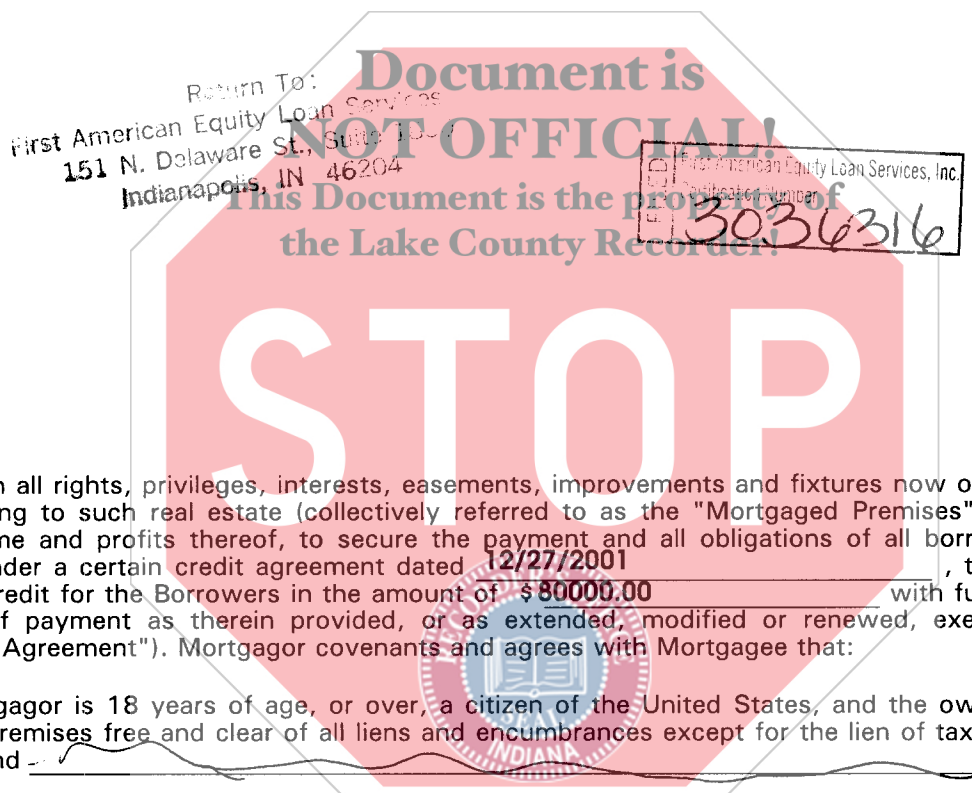 Document is
NOT OFFICIAL!
This Document is the property of
the Lake County Recorder!
Return To:
First American Equity Loan Services
151 N. Delaware St., Suite
Indianapolis, IN 46204
First American Equity Loan Services, Inc.
Number
3036316
STOP
all rights, privileges, interests, easements, improvements and fixtures now o
ng to such real estate (collectively referred to as the "Mortgaged Premises"
me and profits thereof, to secure the payment and all obligations of all borr
nder a certain credit agreement dated 12/27/2001 , t
redit for the Borrowers in the amount of $ 80000.00 with fu
f payment as therein provided, or as extended, modified or renewed, exe
Agreement"). Mortgagor covenants and agrees with Mortgagee that:
gagor is 18 years of age, or over, a citizen of the United States, and the ow
remises free and clear of all liens and encumbrances except for the lien of tax
nd
SEAL
INDIANA